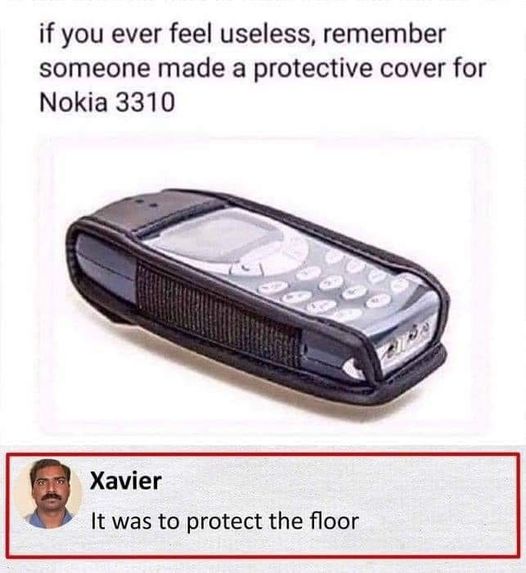 if you ever feel useless, remember
someone made a protective cover for
Nokia 3310
Xavier
It was to protect the floor